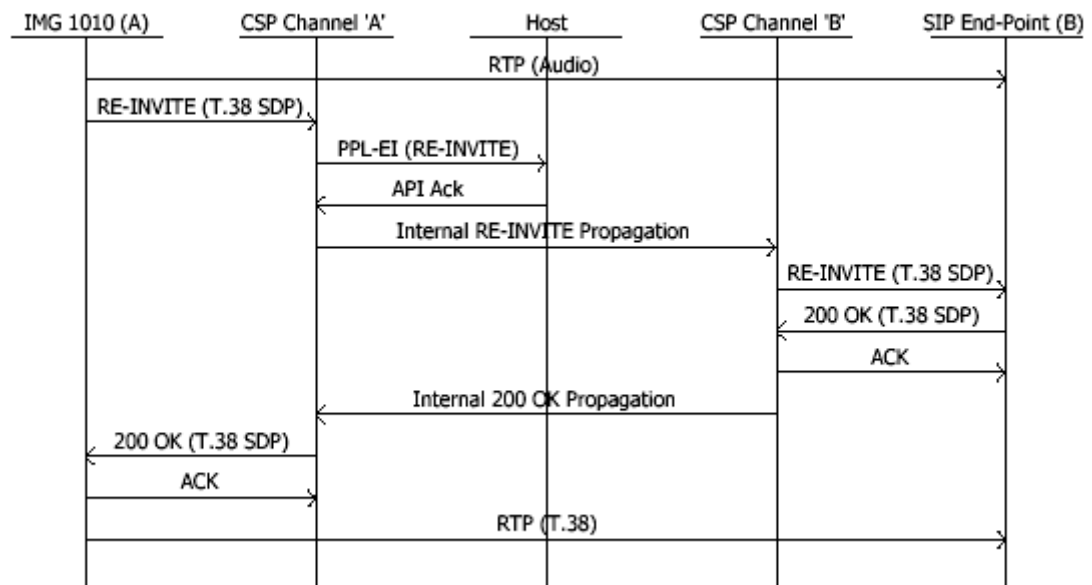 IMG 1010 (A) CSP Channel 'A' Host CSP Channel 'B' SIP End-Point (B)
RTP (Audio)
RE-INVITE (T.38 SDP)
PPL-EI (RE-INVITE)
API Ack
Internal RE-INVITE Propagation
RE-INVITE (T.38 SDP)
200 OK (T.38 SDP)
ACK
Internal 200 OK Propagation
200 OK (T.38 SDP)
ACK
RTP (T.38)